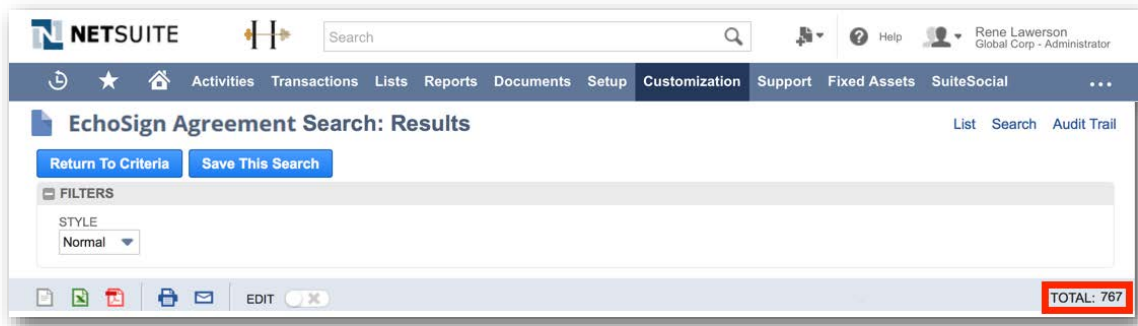 N NETSUITE
Search
Help
Rene Lawerson
Global Corp - Administrator
Activities Transactions Lists Reports Documents Setup Customization Support Fixed Assets SuiteSocial ...
EchoSign Agreement Search: Results
List Search Audit Trail
Return To Criteria Save This Search
FILTERS
STYLE
Normal
EDIT
TOTAL: 767